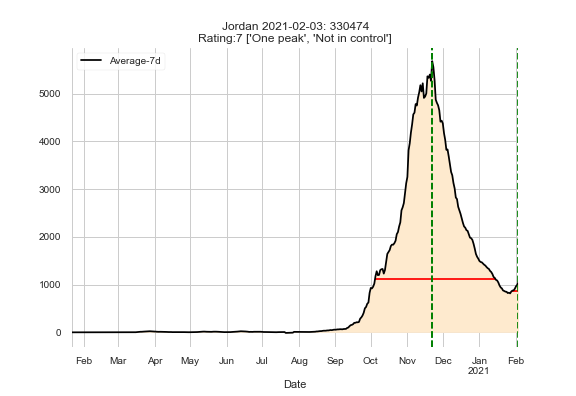 Jordan 2021-02-03: 330474
Rating:7 ['One peak', 'Not in control']
Average-7d
5000
4000
3000
2000
1000
0
Feb Mar Apr May Jun Jul Aug Sep Oct Nov Dec Jan Feb
2021
Date